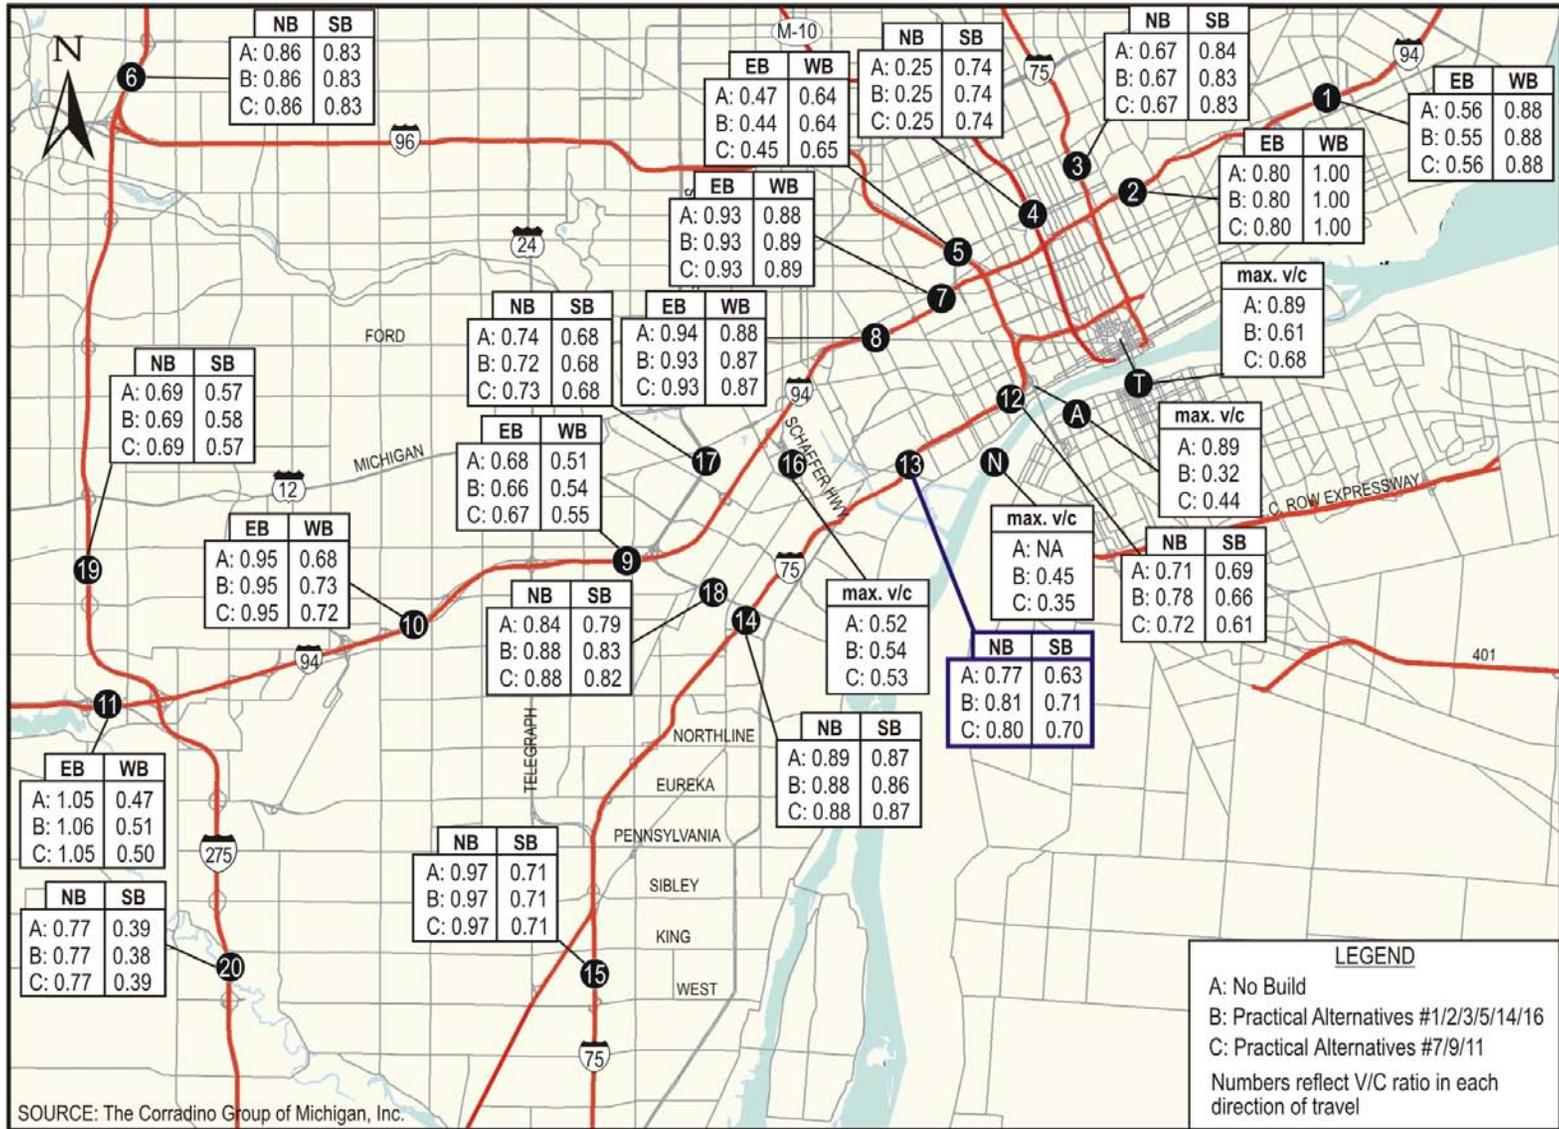 N
6
NB SB
A: 0.86 0.83
B: 0.86 0.83
C: 0.86 0.83
96
M-10
EB WB
A: 0.47 0.64
B: 0.44 0.64
C: 0.45 0.65
NB SB
A: 0.25 0.74
B: 0.25 0.74
C: 0.25 0.74
75
NB SB
A: 0.67 0.84
B: 0.67 0.83
C: 0.67 0.83
94
1
EB WB
A: 0.56 0.88
B: 0.55 0.88
C: 0.56 0.88
3
2
EB WB
A: 0.80 1.00
B: 0.80 1.00
C: 0.80 1.00
EB WB
A: 0.93 0.88
B: 0.93 0.89
C: 0.93 0.89
4
5
24
7
8
max. v/c
A: 0.89
B: 0.61
C: 0.68
T
NB SB
A: 0.74 0.68
B: 0.72 0.68
C: 0.73 0.68
EB WB
A: 0.94 0.88
B: 0.93 0.87
C: 0.93 0.87
FORD
NB SB
A: 0.69 0.57
B: 0.69 0.58
C: 0.69 0.57
94
12
A
max. v/c
A: 0.89
B: 0.32
C: 0.44
EB WB
A: 0.68 0.51
B: 0.66 0.54
C: 0.67 0.55
MICHIGAN
12
17
16
SCHAFFER HWY
13
N
E.C. ROW EXPRESSWAY
max. v/c
A: NA
B: 0.45
C: 0.35
NB SB
A: 0.71 0.69
B: 0.78 0.66
C: 0.72 0.61
EB WB
A: 0.95 0.68
B: 0.95 0.73
C: 0.95 0.72
19
9
75
10
18
14
NB SB
A: 0.84 0.79
B: 0.88 0.83
C: 0.88 0.82
max. v/c
A: 0.52
B: 0.54
C: 0.53
NB SB
A: 0.77 0.63
B: 0.81 0.71
C: 0.80 0.70
401
94
11
TELEGRAPH
NORTHLINE
NB SB
A: 0.89 0.87
B: 0.88 0.86
C: 0.88 0.87
EB WB
A: 1.05 0.47
B: 1.06 0.51
C: 1.05 0.50
EUREKA
PENNSYLVANIA
275
NB SB
A: 0.97 0.71
B: 0.97 0.71
C: 0.97 0.71
SIBLEY
NB SB
A: 0.77 0.39
B: 0.77 0.38
C: 0.77 0.39
KING
20
15
WEST
75
LEGEND
A: No Build
B: Practical Alternatives #1/2/3/5/14/16
C: Practical Alternatives #7/9/11
Numbers reflect V/C ratio in each
direction of travel
SOURCE: The Corradino Group of Michigan, Inc.